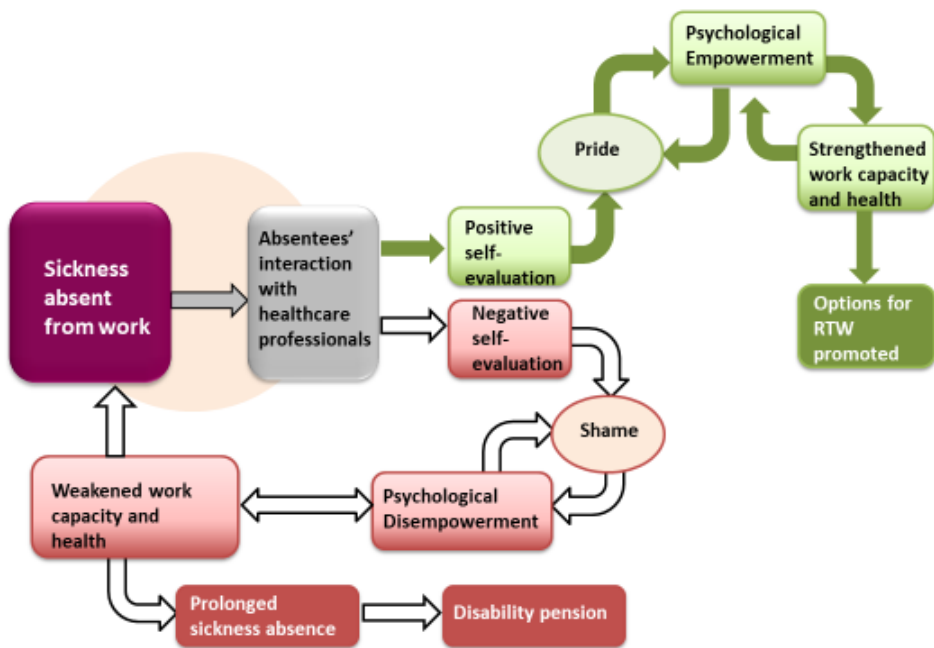 Psychological
Empowerment
Pride
Strengthened
work capacity
and health
Sickness
absent
from work
Absentees’
interaction
with
healthcare
professionals
Positive
self-
evaluation
Options for
RTW
promoted
Negative
self-
evaluation
Shame
Weakened work
capacity and
health
Psychological
Disempowerment
Prolonged
sickness absence
Disability pension